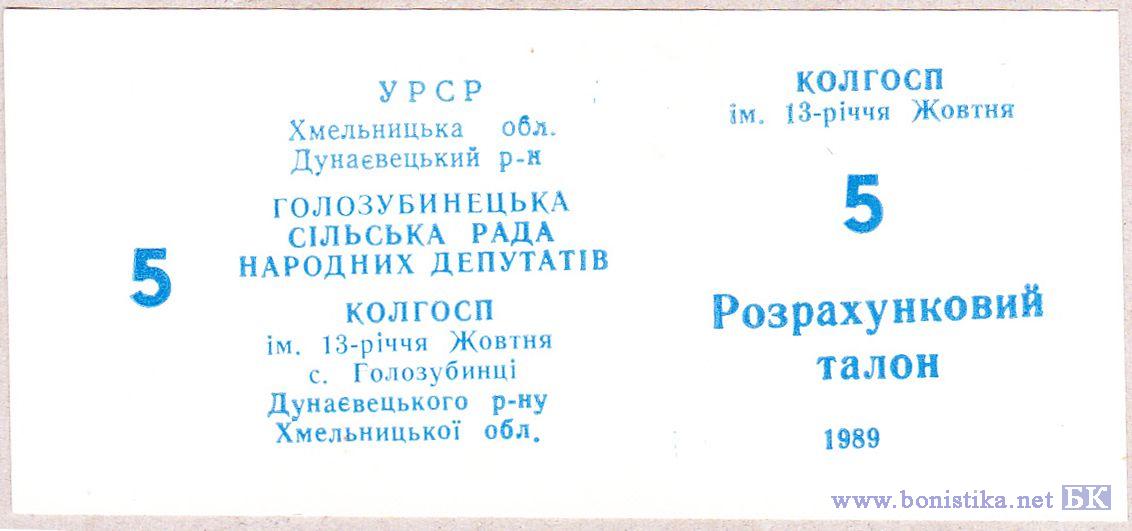 УРСР
Хмельницька обл.
Дунаєвецький р-н
ГОЛОЗУБИНЕЦЬКА
СІЛЬСЬКА РАДА
НАРОДНИХ ДЕПУТАТІВ
5
КОЛГОСП
ім. 13-річчя Жовтня
с. Голозубинці
Дунаєвецького р-ну
Хмельницької обл.
КОЛГОСП
ім. 13-річчя Жовтня
5
Розрахунковий
талон
1989
www.bonistika.net БК